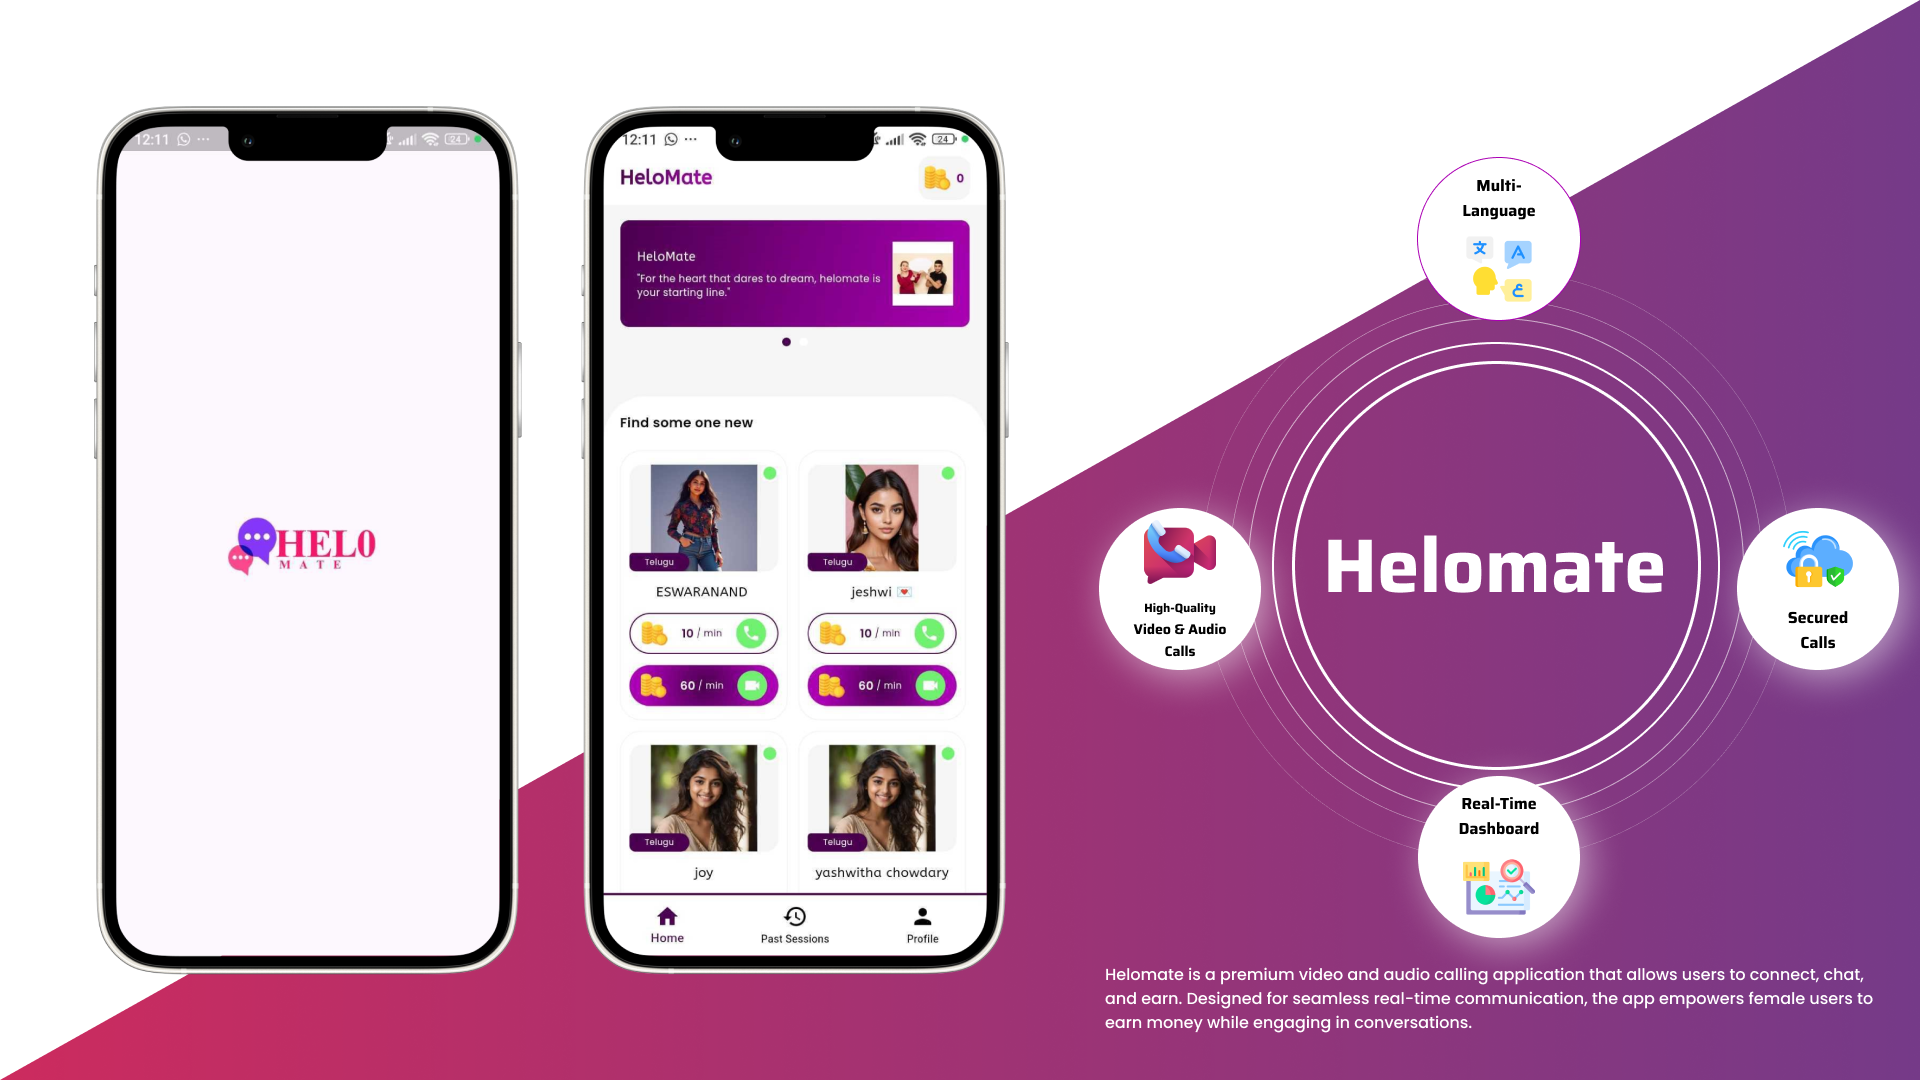 12:11
24
HELO
MATE
12:11
24
HeloMate
0
HeloMate
"For the heart that dares to dream, helomate is
your starting line."
Find some one new
Telugu
Telugu
ESWARANAND
jeshwi 💌
10 / min
10 / min
60 / min
60 / min
Telugu
Telugu
joy
yashwitha chowdary
Home
Past Sessions
Profile
Multi-
Language
文
A
ع
High-Quality
Video & Audio
Calls
Helomate
Secured
Calls
Real-Time
Dashboard
Helomate is a premium video and audio calling application that allows users to connect, chat,
and earn. Designed for seamless real-time communication, the app empowers female users to
earn money while engaging in conversations.